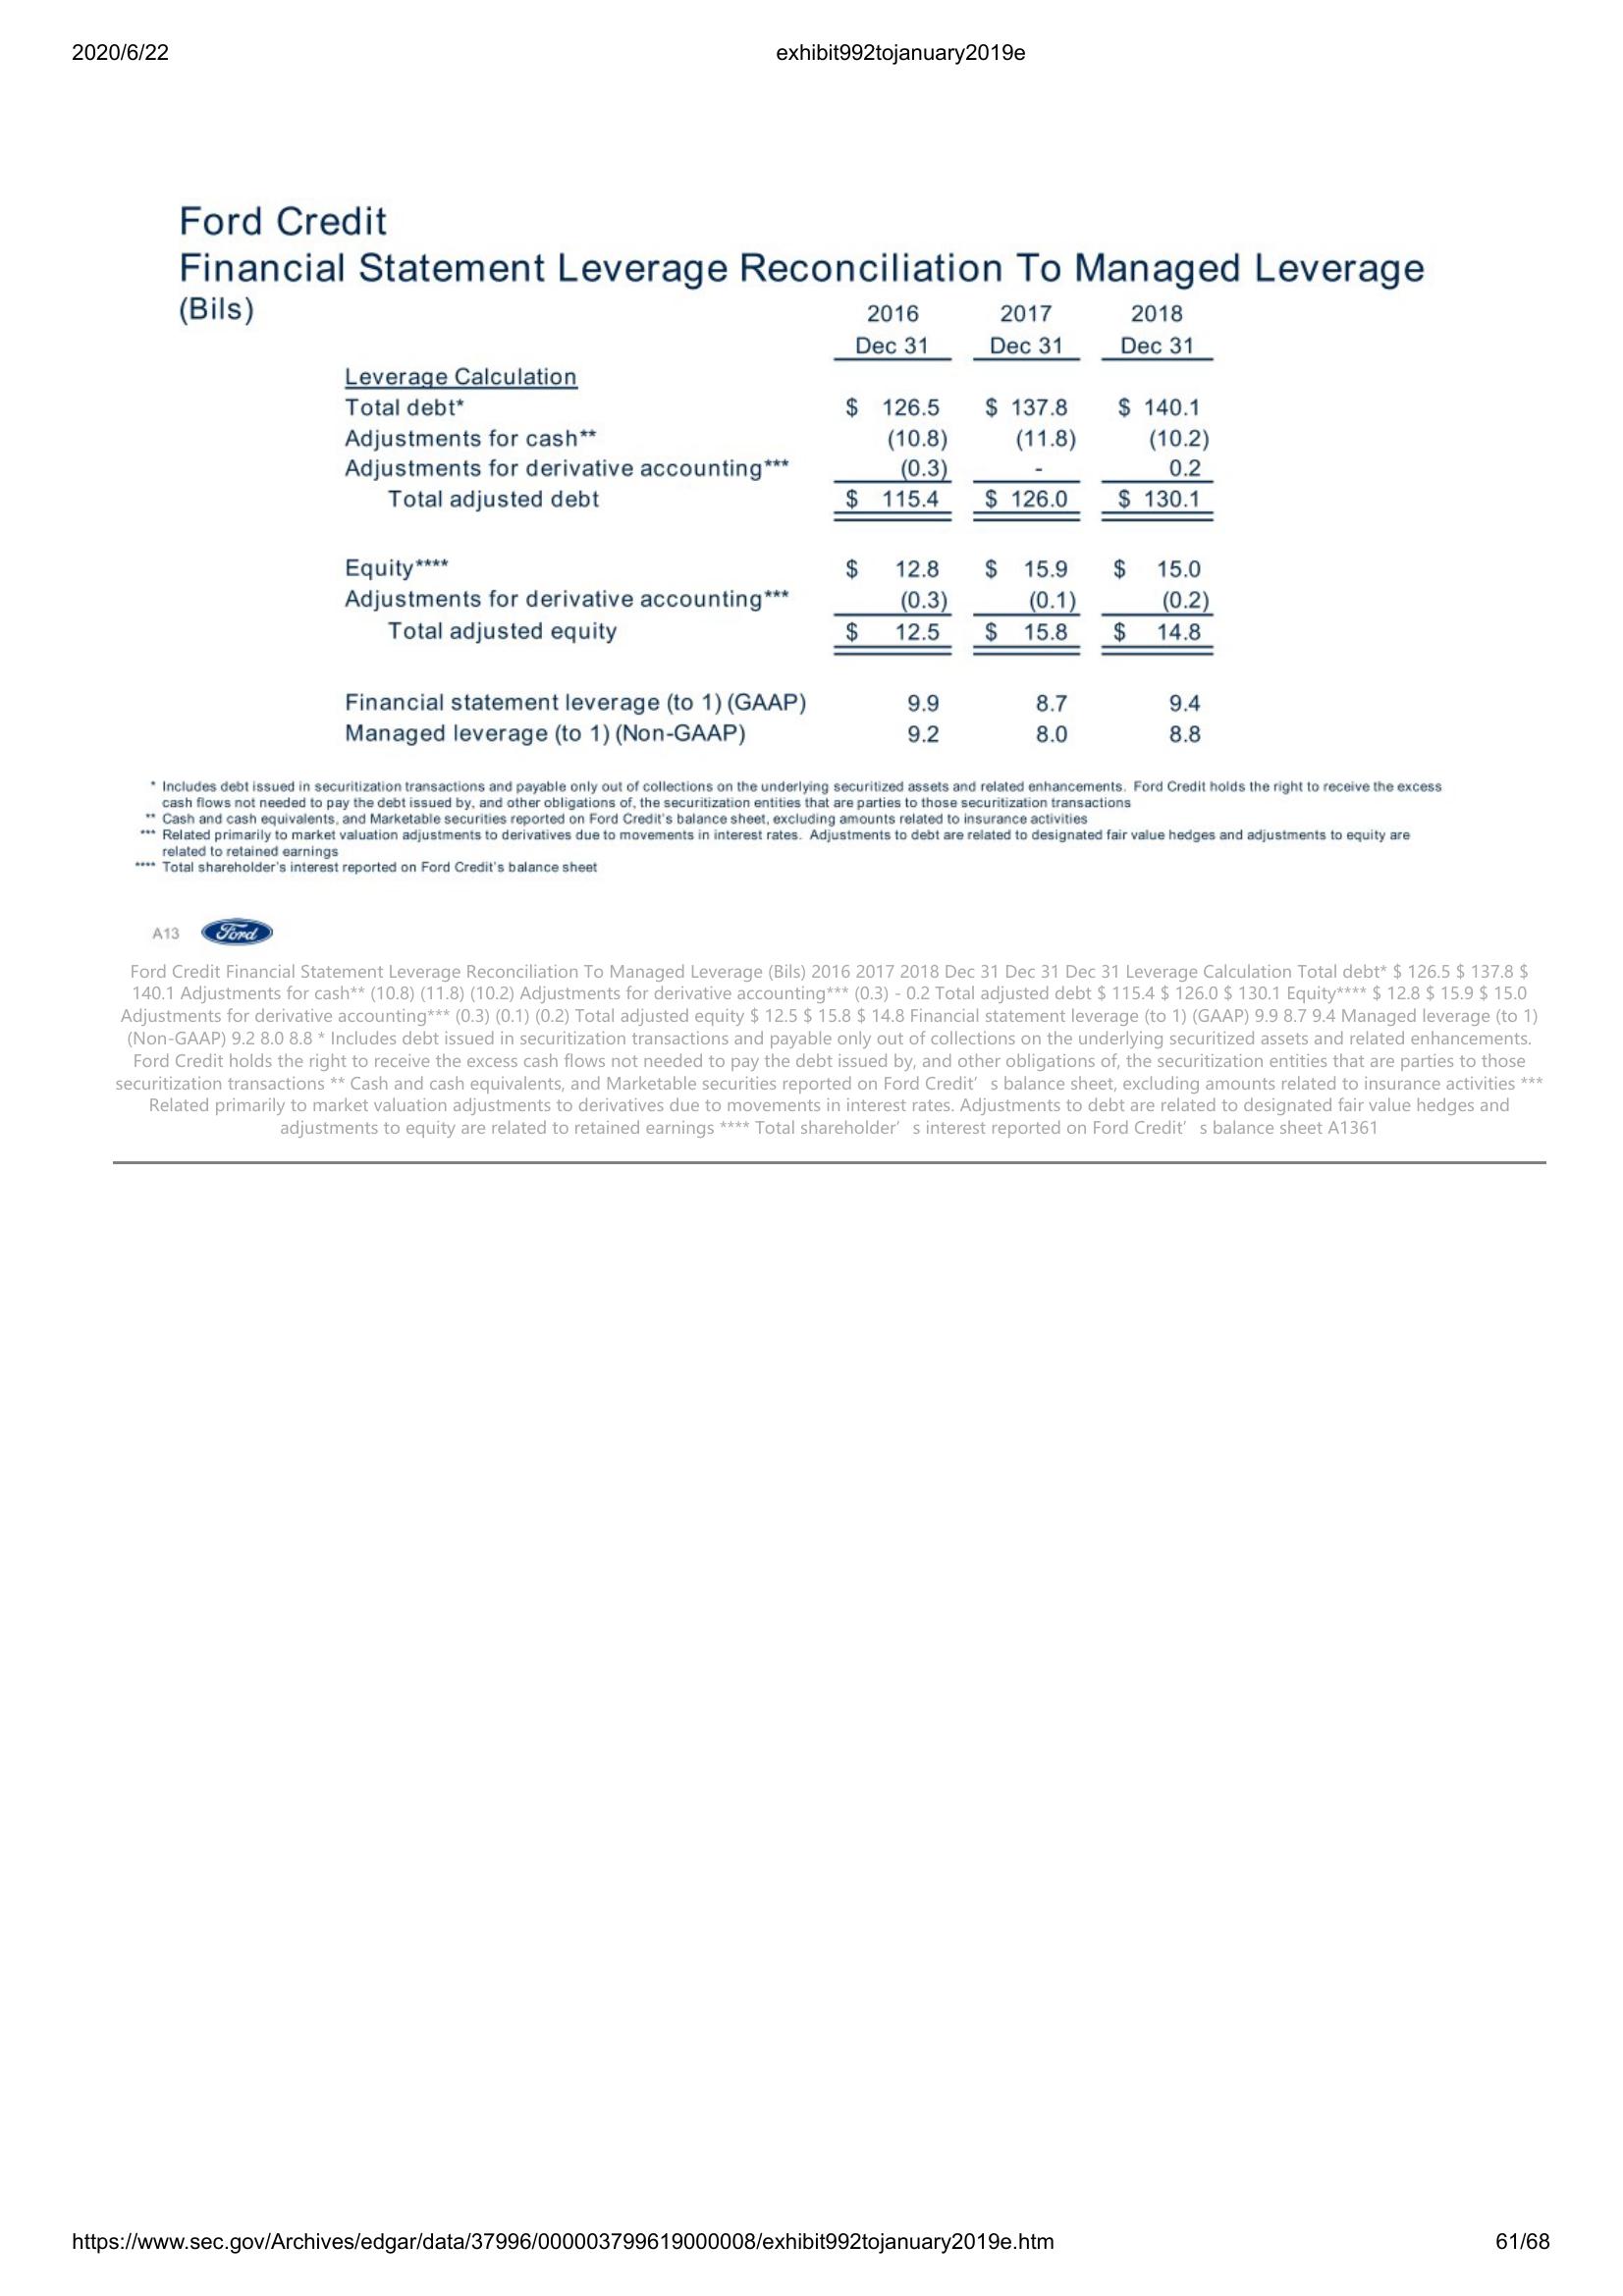 2020/6/22 exhibit992tojanuary2019e
Ford Credit
Financial Statement Leverage Reconciliation To Managed Leverage
(Bils)
2016 2017 2018
Dec 31 Dec 31 Dec 31
Leverage Calculation
Total debt* $ 126.5 $ 137.8 $ 140.1
Adjustments for cash** (10.8) (11.8) (10.2)
Adjustments for derivative accounting*** (0.3) - 0.2
Total adjusted debt $ 115.4 $ 126.0 $ 130.1
Equity**** $ 12.8 $ 15.9 $ 15.0
Adjustments for derivative accounting*** (0.3) (0.1) (0.2)
Total adjusted equity $ 12.5 $ 15.8 $ 14.8
Financial statement leverage (to 1) (GAAP) 9.9 8.7 9.4
Managed leverage (to 1) (Non-GAAP) 9.2 8.0 8.8
* Includes debt issued in securitization transactions and payable only out of collections on the underlying securitized assets and related enhancements. Ford Credit holds the right to receive the excess
cash flows not needed to pay the debt issued by, and other obligations of, the securitization entities that are parties to those securitization transactions
** Cash and cash equivalents, and Marketable securities reported on Ford Credit's balance sheet, excluding amounts related to insurance activities
*** Related primarily to market valuation adjustments to derivatives due to movements in interest rates. Adjustments to debt are related to designated fair value hedges and adjustments to equity are
related to retained earnings
**** Total shareholder's interest reported on Ford Credit's balance sheet
A13 Ford
Ford Credit Financial Statement Leverage Reconciliation To Managed Leverage (Bils) 2016 2017 2018 Dec 31 Dec 31 Dec 31 Leverage Calculation Total debt* $ 126.5 $ 137.8 $
140.1 Adjustments for cash** (10.8) (11.8) (10.2) Adjustments for derivative accounting*** (0.3) - 0.2 Total adjusted debt $ 115.4 $ 126.0 $ 130.1 Equity**** $ 12.8 $ 15.9 $ 15.0
Adjustments for derivative accounting*** (0.3) (0.1) (0.2) Total adjusted equity $ 12.5 $ 15.8 $ 14.8 Financial statement leverage (to 1) (GAAP) 9.9 8.7 9.4 Managed leverage (to 1)
(Non-GAAP) 9.2 8.0 8.8 * Includes debt issued in securitization transactions and payable only out of collections on the underlying securitized assets and related enhancements.
Ford Credit holds the right to receive the excess cash flows not needed to pay the debt issued by, and other obligations of, the securitization entities that are parties to those
securitization transactions ** Cash and cash equivalents, and Marketable securities reported on Ford Credit’s balance sheet, excluding amounts related to insurance activities ***
Related primarily to market valuation adjustments to derivatives due to movements in interest rates. Adjustments to debt are related to designated fair value hedges and
adjustments to equity are related to retained earnings **** Total shareholder’s interest reported on Ford Credit’s balance sheet A1361
https://www.sec.gov/Archives/edgar/data/37996/000003799619000008/exhibit992tojanuary2019e.htm 61/68